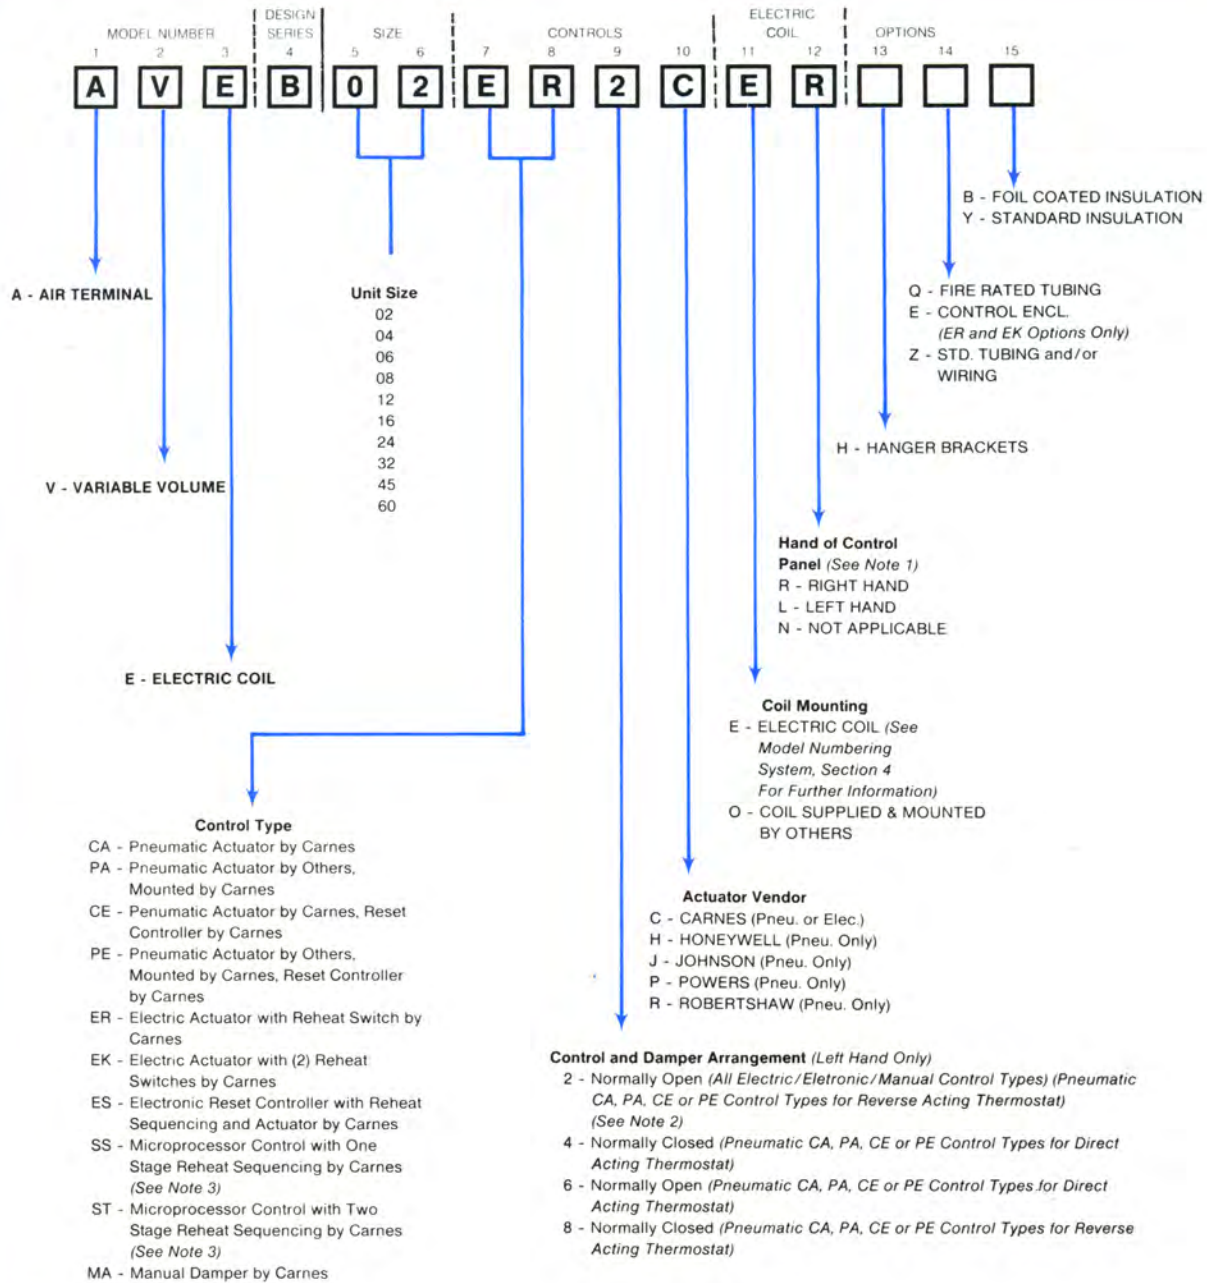 MODEL NUMBER
DESIGN
SERIES
SIZE
CONTROLS
ELECTRIC
COIL
OPTIONS
1 2 3 4 5 6 7 8 9 10 11 12 13 14 15
A V E B 0 2 E R 2 C E R
B - FOIL COATED INSULATION
Y - STANDARD INSULATION
Q - FIRE RATED TUBING
E - CONTROL ENCL.
(ER and EK Options Only)
Z - STD. TUBING and/or
WIRING
H - HANGER BRACKETS
A - AIR TERMINAL
Unit Size
02
04
06
08
12
16
24
32
45
60
V - VARIABLE VOLUME
Hand of Control
Panel (See Note 1)
R - RIGHT HAND
L - LEFT HAND
N - NOT APPLICABLE
E - ELECTRIC COIL
Coil Mounting
E - ELECTRIC COIL (See
Model Numbering
System, Section 4
For Further Information)
O - COIL SUPPLIED & MOUNTED
BY OTHERS
Control Type
CA - Pneumatic Actuator by Carnes
PA - Pneumatic Actuator by Others,
Mounted by Carnes
CE - Penumatic Actuator by Carnes, Reset
Controller by Carnes
PE - Pneumatic Actuator by Others,
Mounted by Carnes, Reset Controller
by Carnes
ER - Electric Actuator with Reheat Switch by
Carnes
EK - Electric Actuator with (2) Reheat
Switches by Carnes
ES - Electronic Reset Controller with Reheat
Sequencing and Actuator by Carnes
SS - Microprocessor Control with One
Stage Reheat Sequencing by Carnes
(See Note 3)
ST - Microprocessor Control with Two
Stage Reheat Sequencing by Carnes
(See Note 3)
MA - Manual Damper by Carnes
Actuator Vendor
C - CARNES (Pneu. or Elec.)
H - HONEYWELL (Pneu. Only)
J - JOHNSON (Pneu. Only)
P - POWERS (Pneu. Only)
R - ROBERTSHAW (Pneu. Only)
Control and Damper Arrangement (Left Hand Only)
2 - Normally Open (All Electric/Eletronic/Manual Control Types) (Pneumatic
CA, PA, CE or PE Control Types for Reverse Acting Thermostat)
(See Note 2)
4 - Normally Closed (Pneumatic CA, PA, CE or PE Control Types for Direct
Acting Thermostat)
6 - Normally Open (Pneumatic CA, PA, CE or PE Control Types for Direct
Acting Thermostat)
8 - Normally Closed (Pneumatic CA, PA, CE or PE Control Types for Reverse
Acting Thermostat)